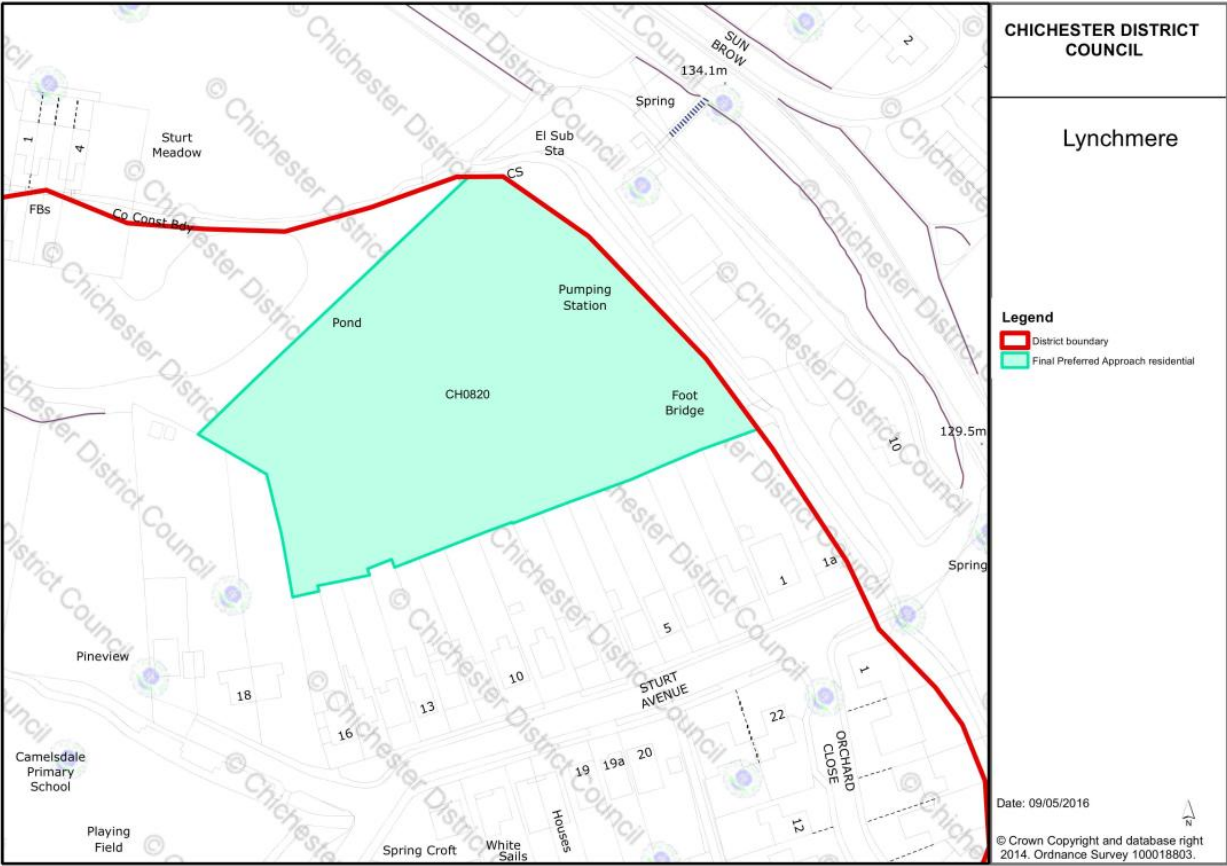 CHICHESTER DISTRICT
COUNCIL
Lynchmere
Legend
District boundary
Final Preferred Approach residential
Date: 09/05/2016
N
© Crown Copyright and database right
2014. Ordnance Survey 100018803.
SUN
BROW
2
134.1m
Spring
El Sub
Sta
Sturt
Meadow
1
4
CS
FBs
Co Const Bdy
Pumping
Station
Pond
CH0820
Foot
Bridge
129.5m
10
Spring
1a
1
5
10
13
16
18
Pineview
STURT
AVENUE
1
22
ORCHARD
CLOSE
20
19a
19
12
Camelsdale
Primary
School
Playing
Field
Spring Croft
White
Sails
Houses
© Chichester District Council